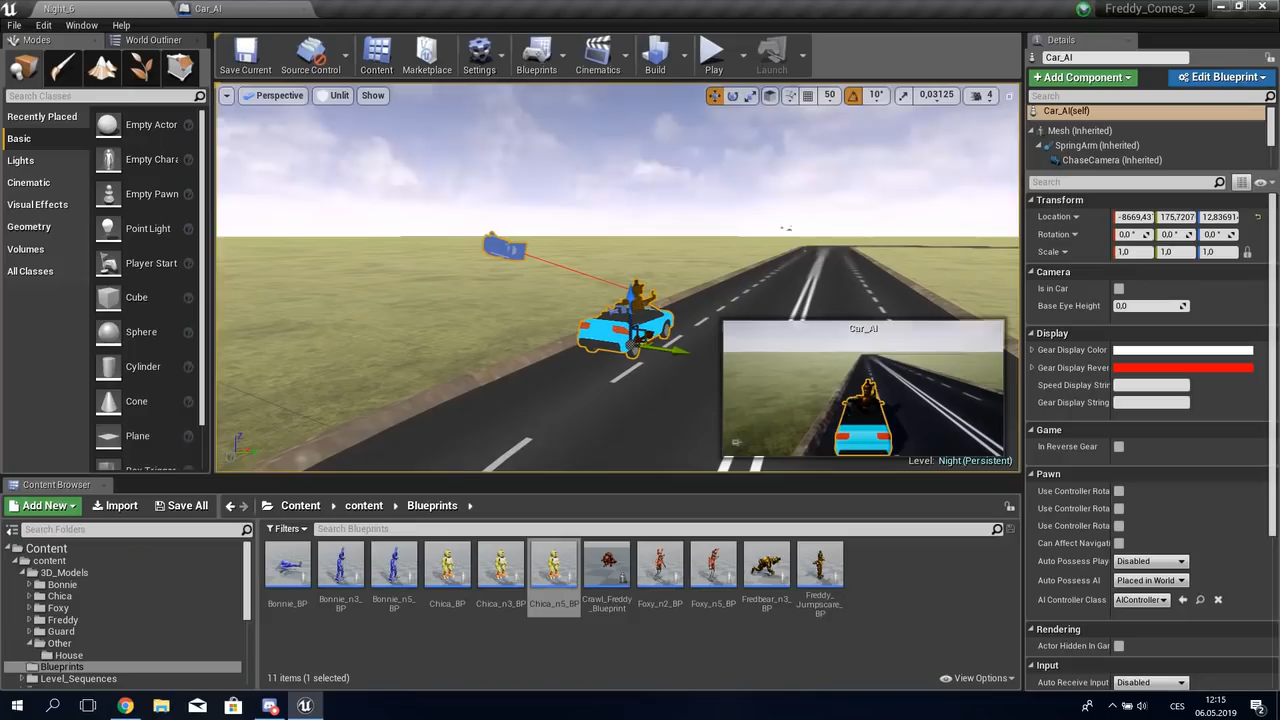 Night_6
Car_AI
Freddy_Comes_2
File Edit Window Help
Modes
World Outliner
Search Classes
Recently Placed
Basic
Lights
Cinematic
Visual Effects
Geometry
Volumes
All Classes
Empty Actor
Empty Chara
Empty Pawn
Point Light
Player Start
Cube
Sphere
Cylinder
Cone
Plane
Box Trigger
Save Current
Source Control
Content
Marketplace
Settings
Blueprints
Cinematics
Build
Play
Launch
Perspective
Unlit
Show
50
10°
0,03125
4
Car_AI
Level: Night (Persistent)
Details
Car_AI
+ Add Component
Edit Blueprint
Search
Car_AI(self)
Mesh (Inherited)
SpringArm (Inherited)
ChaseCamera (Inherited)
Search
Transform
Location -8669,43 175,7207 12,83691
Rotation 0,0 ° 0,0 ° 0,0 °
Scale 1,0 1,0 1,0
Camera
Is in Car
Base Eye Height 0,0
Display
Gear Display Color
Gear Display Rever
Speed Display Strin
Gear Display String
Game
In Reverse Gear
Pawn
Use Controller Rota
Use Controller Rota
Use Controller Rota
Can Affect Navigati
Auto Possess Play Disabled
Auto Possess AI Placed in World
AI Controller Class AIController
Rendering
Actor Hidden In Gar
Input
Auto Receive Input Disabled
Content Browser
Add New
Import
Save All
Content
content
Blueprints
Search Folders
Filters
Search Blueprints
Content
content
3D_Models
Bonnie
Chica
Foxy
Freddy
Guard
Other
House
Blueprints
Level_Sequences
Bonnie_BP
Bonnie_n3_BP
Bonnie_n5_BP
Chica_BP
Chica_n3_BP
Chica_n5_BP
Crawl_Freddy_Blueprint
Foxy_n2_BP
Foxy_n5_BP
Fredbear_n3_BP
Freddy_Jumpscare_BP
11 items (1 selected)
View Options
CES
12:15
06.05.2019
2